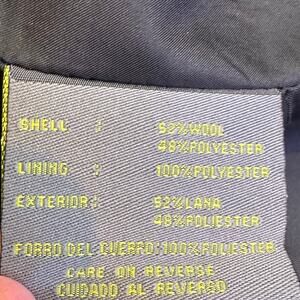 SHELL : 52% WOOL
48% POLYESTER
LINING : 100% POLYESTER
EXTERIOR : 52% LANA
48% POLIESTER
FORRO DEL CUERRO : 100% POLIESTER
CARE ON REVERSE
CUIDADO AL REVERSO